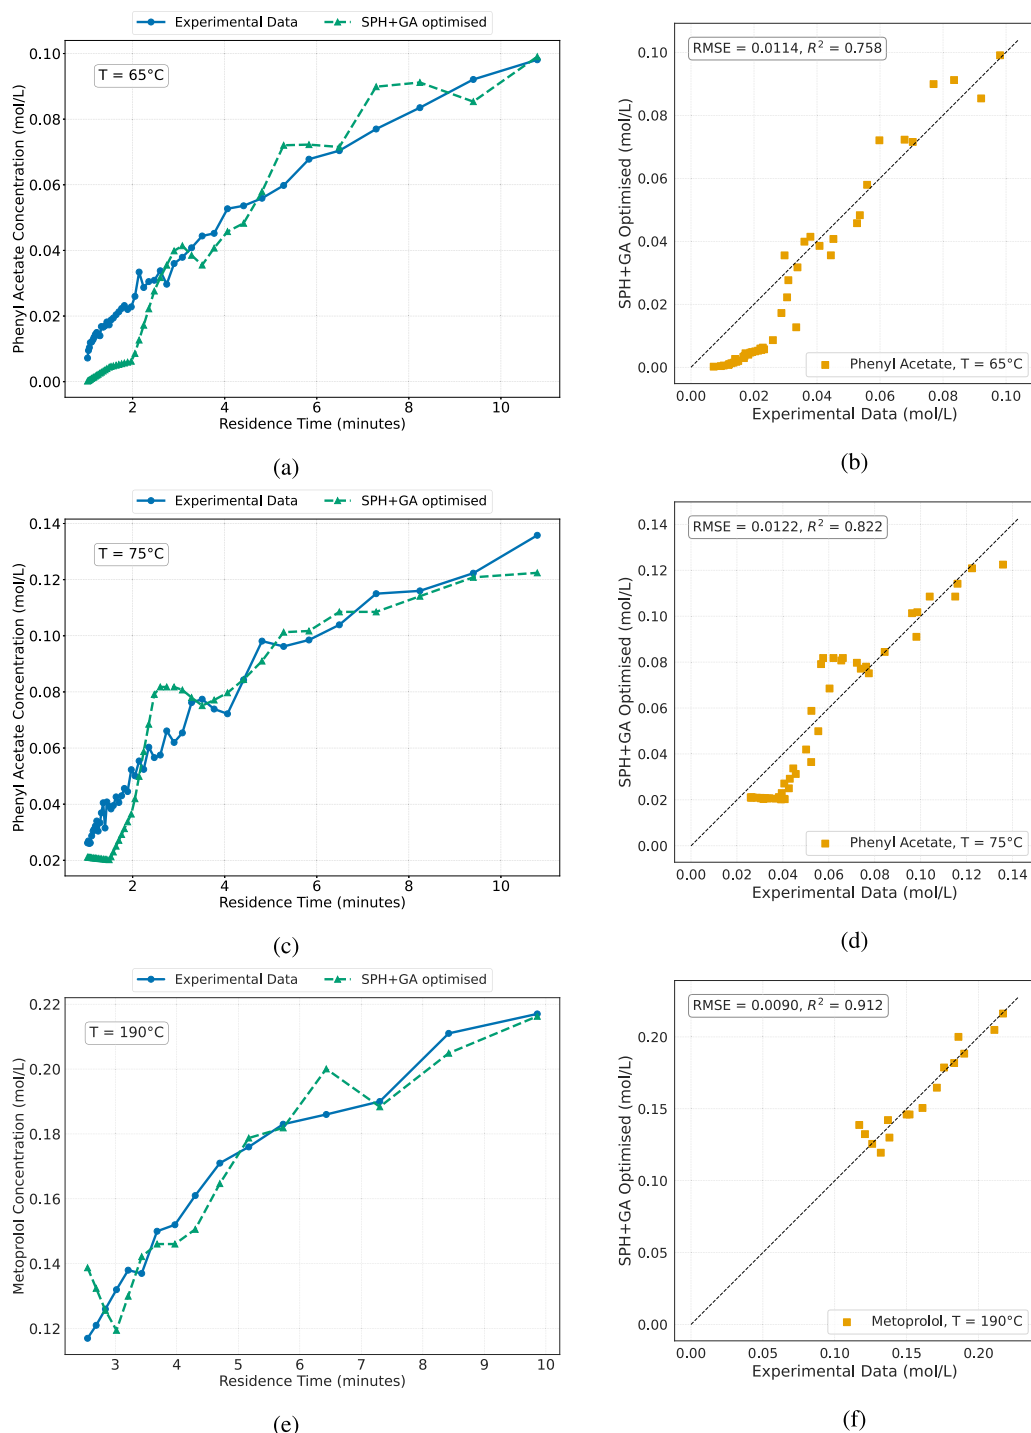 Experimental Data
SPH+GA optimised
T = 65°C
Phenyl Acetate Concentration (mol/L)
0.10
0.08
0.06
0.04
0.02
0.00
2
4
6
8
10
Residence Time (minutes)
(a)
RMSE = 0.0114, R² = 0.758
SPH+GA Optimised (mol/L)
0.10
0.08
0.06
0.04
0.02
0.00
Phenyl Acetate, T = 65°C
0.00
0.02
0.04
0.06
0.08
0.10
Experimental Data (mol/L)
(b)
Experimental Data
SPH+GA optimised
T = 75°C
Phenyl Acetate Concentration (mol/L)
0.14
0.12
0.10
0.08
0.06
0.04
0.02
2
4
6
8
10
Residence Time (minutes)
(c)
RMSE = 0.0122, R² = 0.822
SPH+GA Optimised (mol/L)
0.14
0.12
0.10
0.08
0.06
0.04
0.02
0.00
Phenyl Acetate, T = 75°C
0.00
0.02
0.04
0.06
0.08
0.10
0.12
0.14
Experimental Data (mol/L)
(d)
Experimental Data
SPH+GA optimised
T = 190°C
Metoprolol Concentration (mol/L)
0.22
0.20
0.18
0.16
0.14
0.12
3
4
5
6
7
8
9
10
Residence Time (minutes)
(e)
RMSE = 0.0090, R² = 0.912
SPH+GA Optimised (mol/L)
0.20
0.15
0.10
0.05
0.00
Metoprolol, T = 190°C
0.00
0.05
0.10
0.15
0.20
Experimental Data (mol/L)
(f)